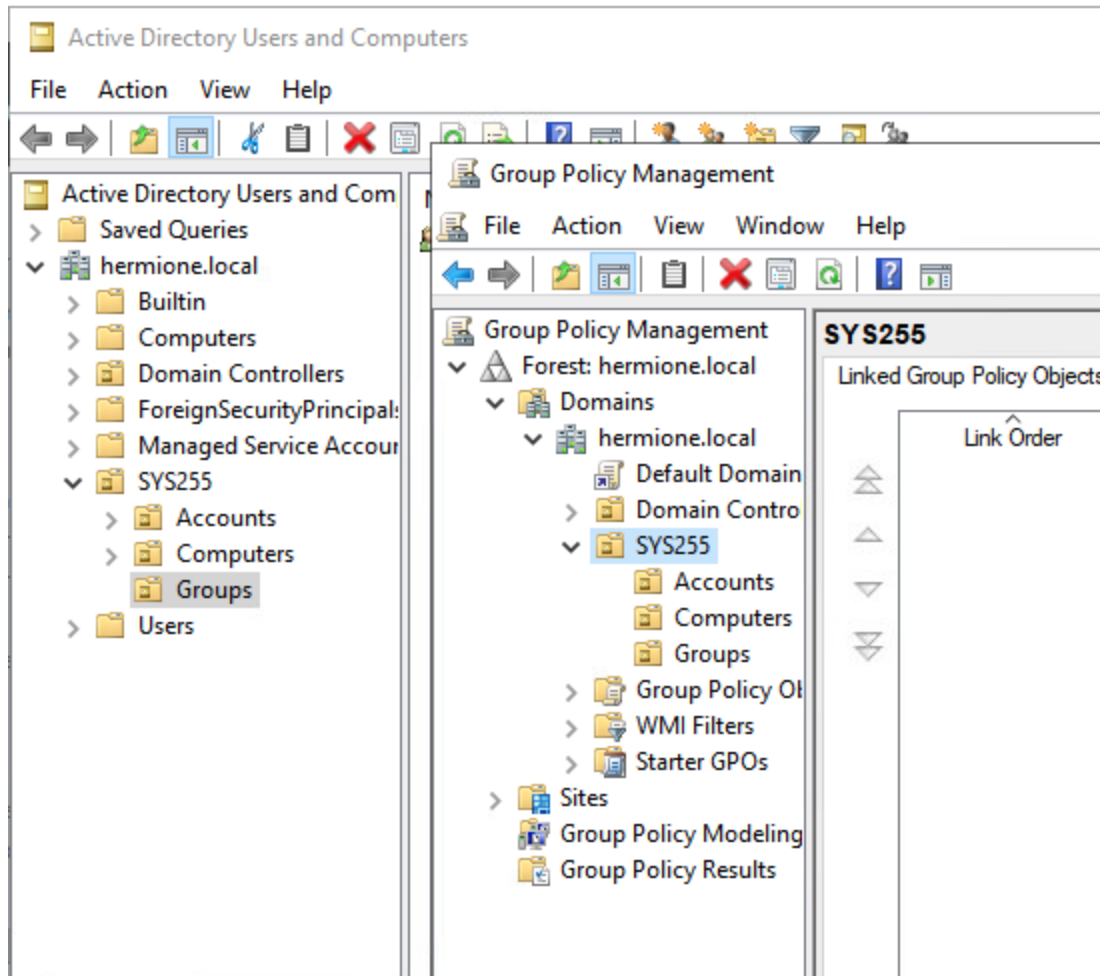 Active Directory Users and Computers
File Action View Help
Active Directory Users and Com
Saved Queries
hermione.local
Builtin
Computers
Domain Controllers
ForeignSecurityPrincipals
Managed Service Accour
SYS255
Accounts
Computers
Groups
Users
Group Policy Management
File Action View Window Help
Group Policy Management
Forest: hermione.local
Domains
hermione.local
Default Domain
Domain Contro
SYS255
Accounts
Computers
Groups
Group Policy Ob
WMI Filters
Starter GPOs
Sites
Group Policy Modeling
Group Policy Results
SYS255
Linked Group Policy Objects
Link Order